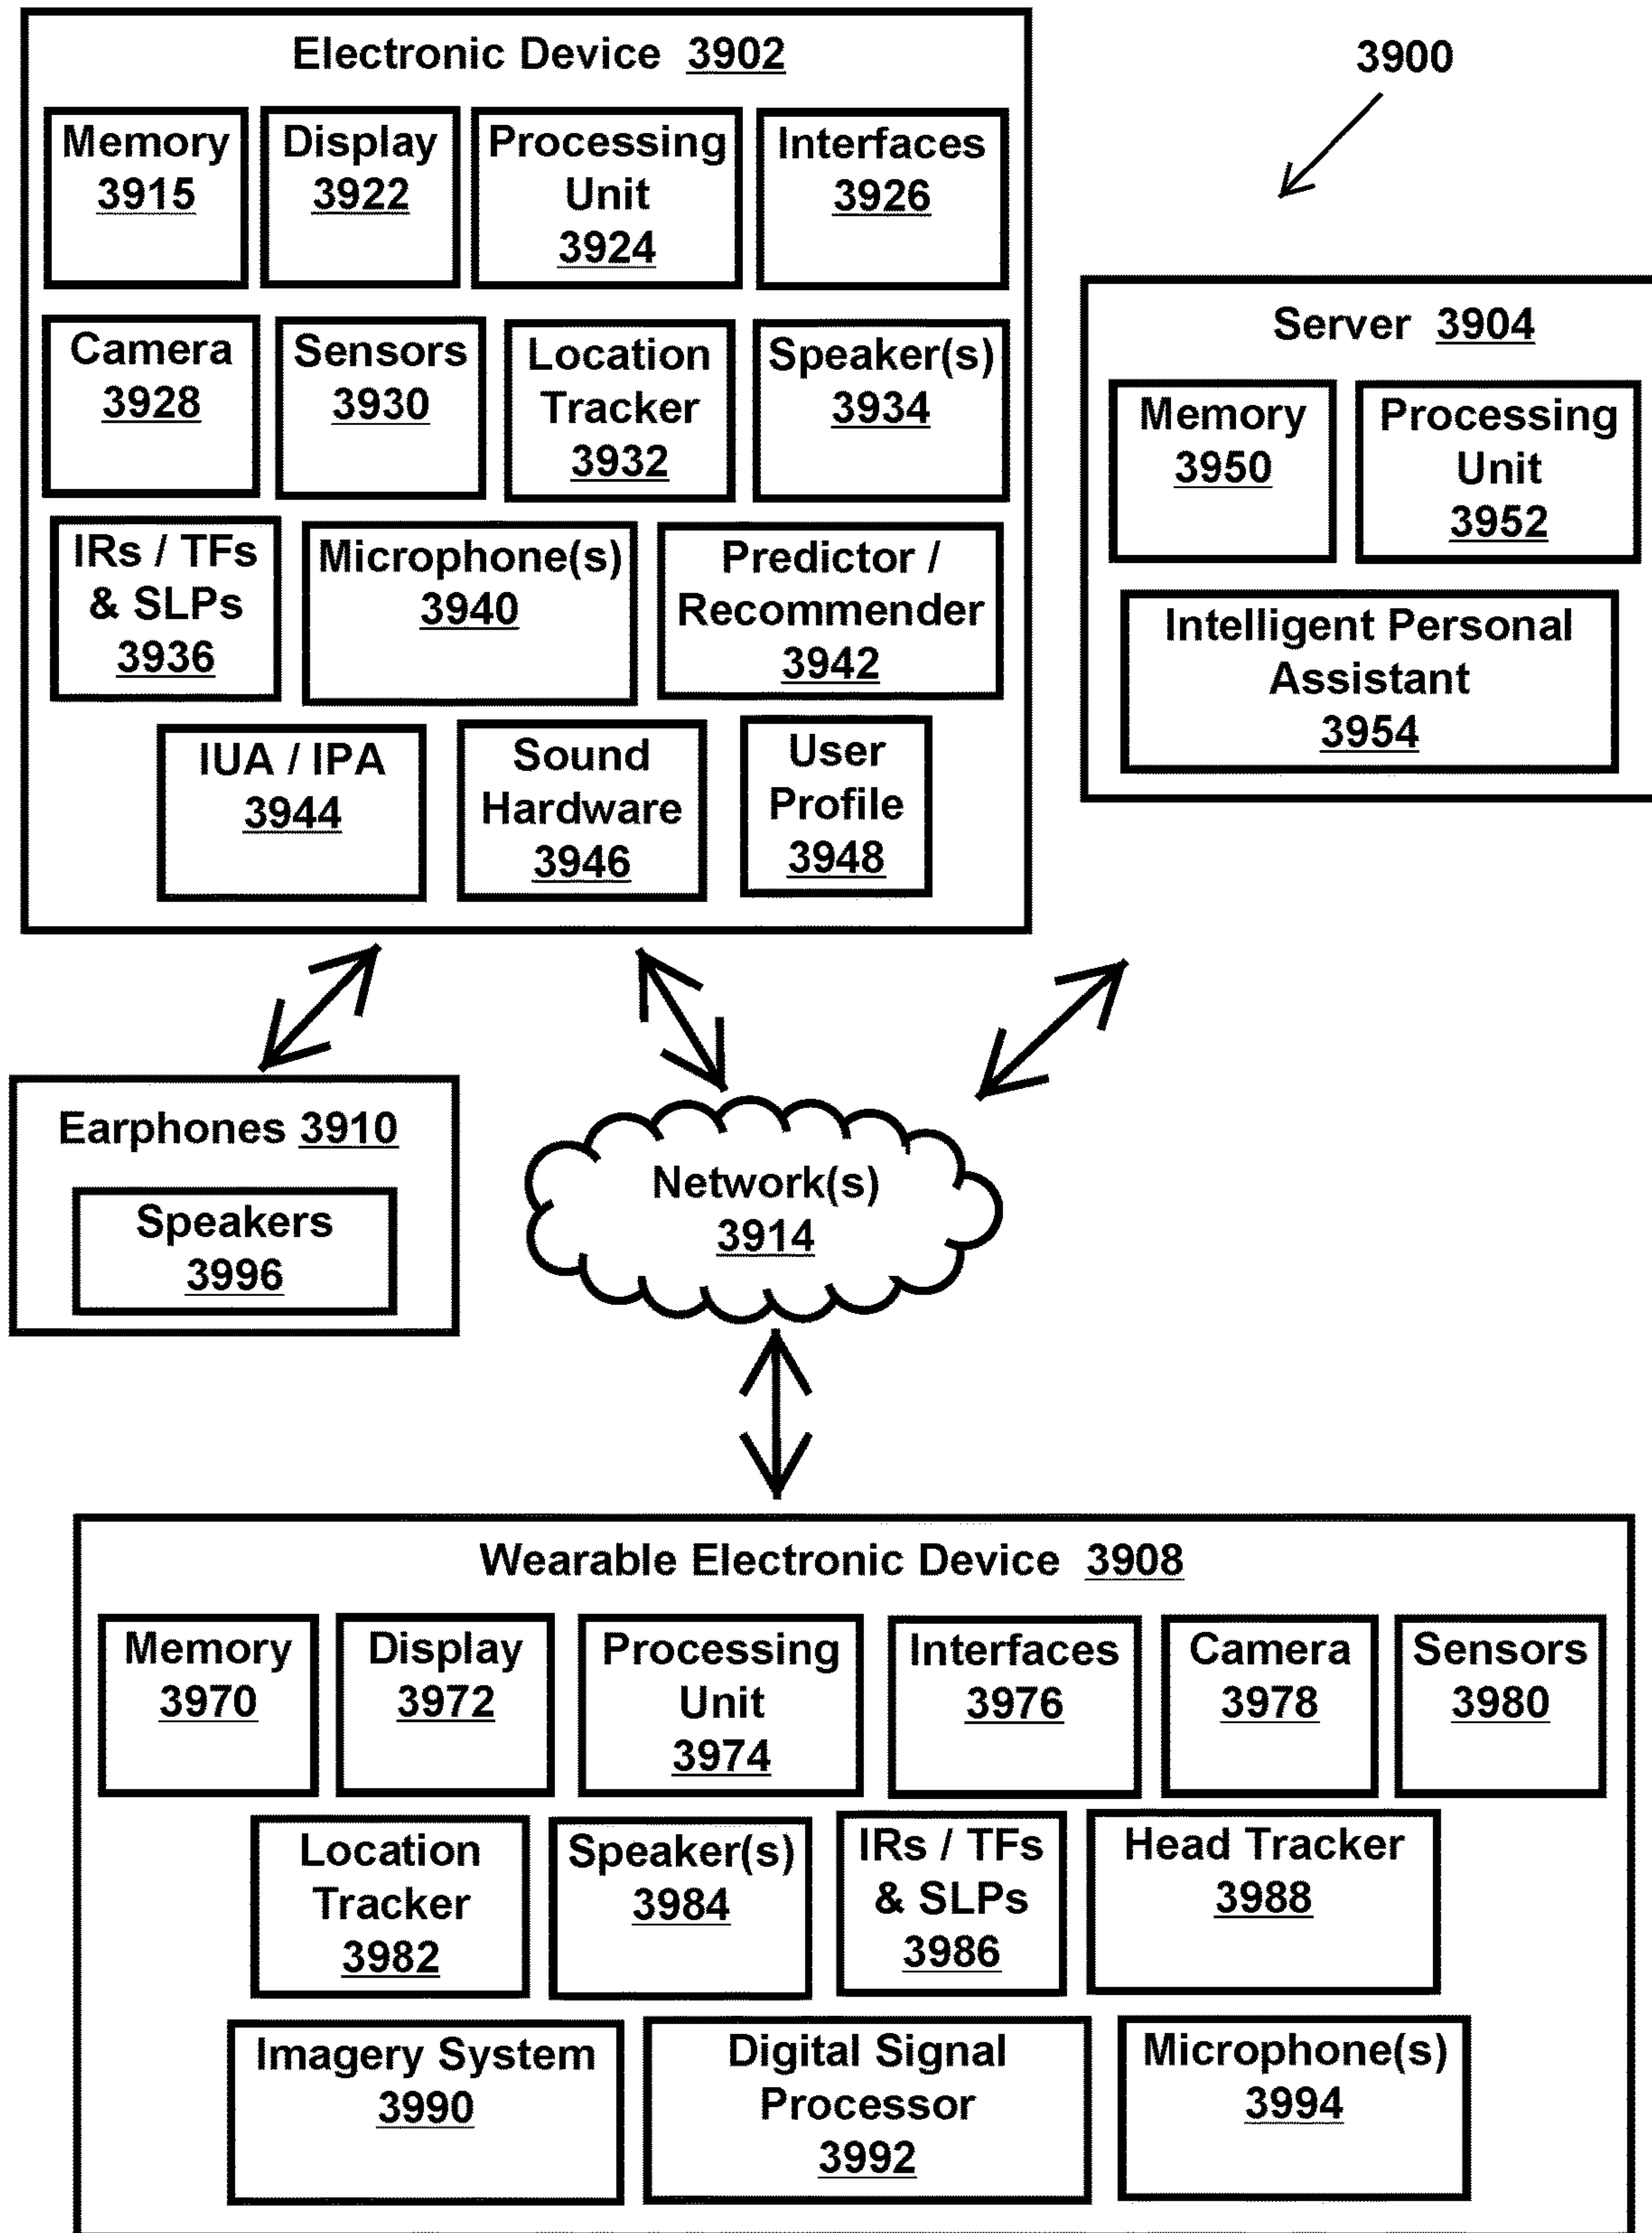 Electronic Device 3902
3900
Memory
3915
Display
3922
Processing
Unit
3924
Interfaces
3926
Camera
3928
Sensors
3930
Location
Tracker
3932
Speaker(s)
3934
IRs / TFs
& SLPs
3936
Microphone(s)
3940
Predictor /
Recommender
3942
IUA / IPA
3944
Sound
Hardware
3946
User
Profile
3948
Server 3904
Memory
3950
Processing
Unit
3952
Intelligent Personal
Assistant
3954
Earphones 3910
Speakers
3996
Network(s)
3914
Wearable Electronic Device 3908
Memory
3970
Display
3972
Processing
Unit
3974
Interfaces
3976
Camera
3978
Sensors
3980
Location
Tracker
3982
Speaker(s)
3984
IRs / TFs
& SLPs
3986
Head Tracker
3988
Imagery System
3990
Digital Signal
Processor
3992
Microphone(s)
3994